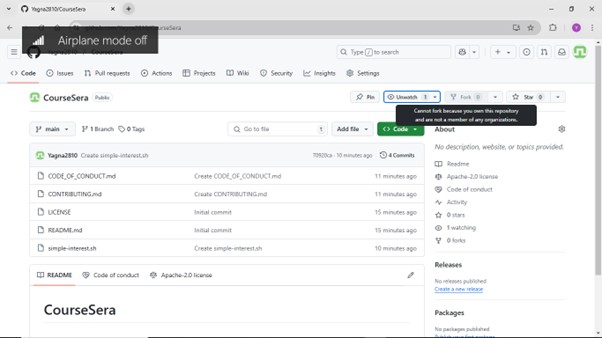 Yagna2810/CourseSera
Airplane mode off
Type / to search
Code Issues Pull requests Actions Projects Wiki Security Insights Settings
CourseSera Public
Pin Unwatch 1 Fork 0 Star 0
Cannot fork because you own this repository
and are not a member of any organizations.
main 1 Branch 0 Tags Go to file t Add file Code
About
No description, website, or topics provided.
Yagna2810 Create simple-interest.sh 10 minutes ago 4 Commits
CODE_OF_CONDUCT.md Create CODE_OF_CONDUCT.md 11 minutes ago
CONTRIBUTING.md Create CONTRIBUTING.md 11 minutes ago
LICENSE Initial commit 15 minutes ago
README.md Initial commit 15 minutes ago
simple-interest.sh Create simple-interest.sh 10 minutes ago
Readme
Apache-2.0 license
Code of conduct
Activity
0 stars
1 watching
0 forks
Releases
No releases published
Create a new release
Packages
No packages published
README Code of conduct Apache-2.0 license
CourseSera